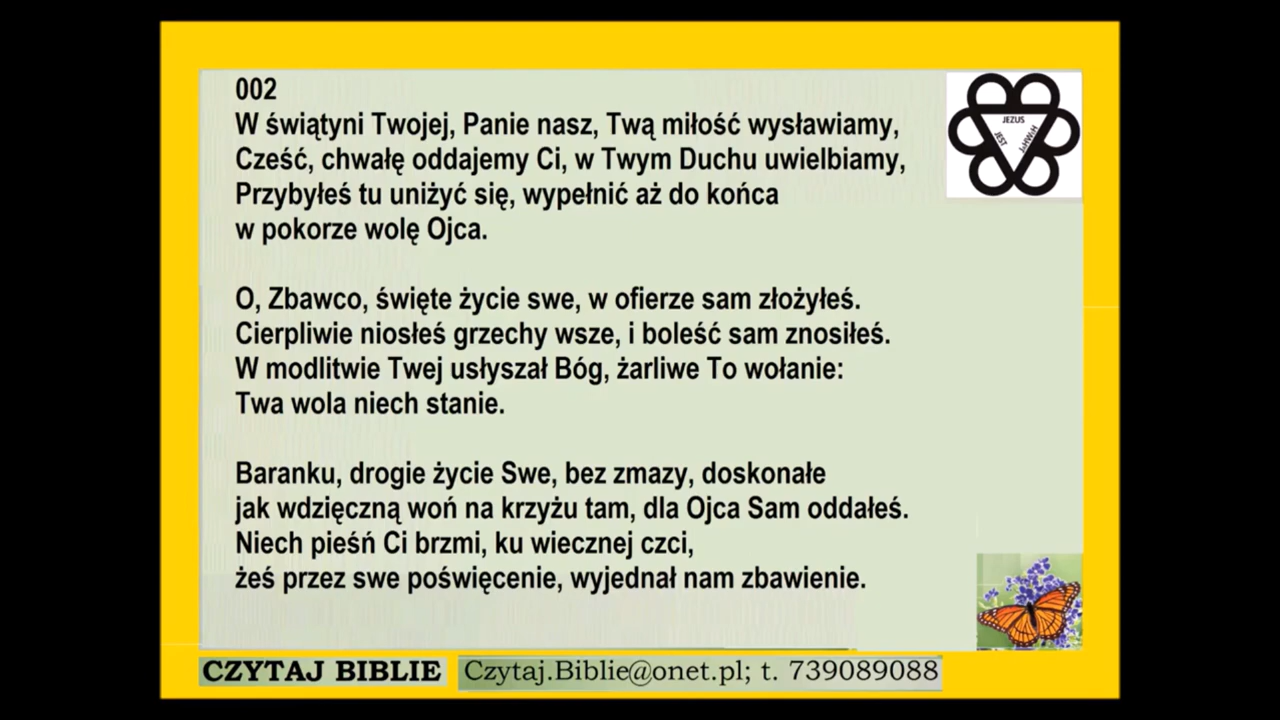 002
W świątyni Twojej, Panie nasz, Twą miłość wysławiamy,
Cześć, chwałę oddajemy Ci, w Twym Duchu uwielbiamy,
Przybyłeś tu uniżyć się, wypełnić aż do końca
w pokorze wolę Ojca.
O, Zbawco, święte życie swe, w ofierze sam złożyłeś.
Cierpliwie niosłeś grzechy wsze, i boleść sam znosiłeś.
W modlitwie Twej usłyszał Bóg, żarliwe To wołanie:
Twa wola niech stanie.
Baranku, drogie życie Swe, bez zmazy, doskonałe
jak wdzięczną woń na krzyżu tam, dla Ojca Sam oddałeś.
Niech pieśń Ci brzmi, ku wiecznej czci,
żeś przez swe poświęcenie, wyjednał nam zbawienie.
JEZUS
JEST
JaHWeH
CZYTAJ BIBLIE
Czytaj.Biblie@onet.pl; t. 739089088